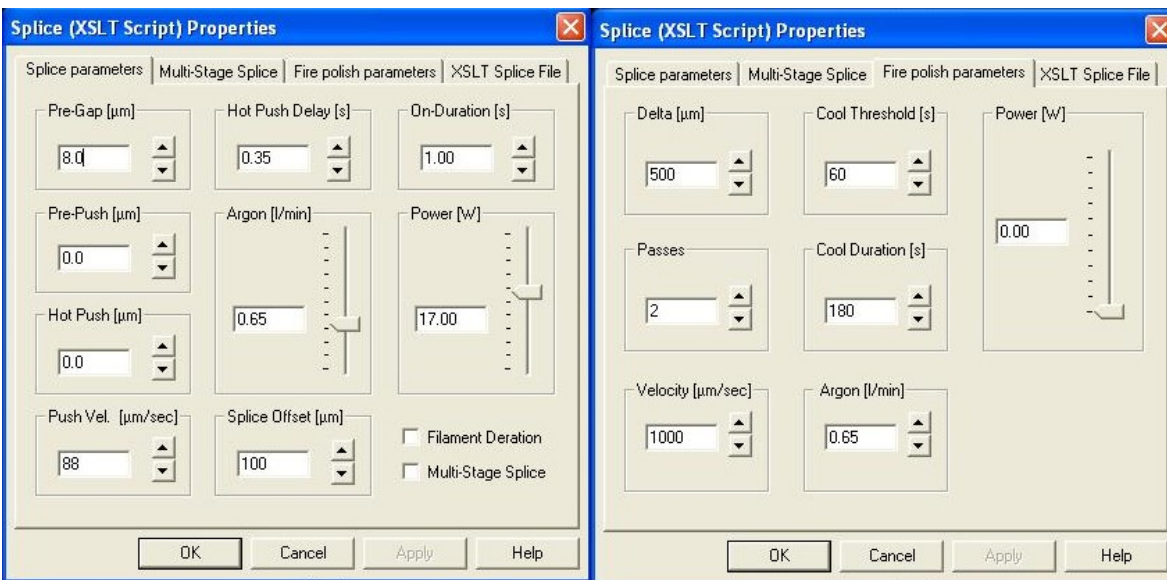 Splice (XSLT Script) Properties
Splice parameters Multi-Stage Splice Fire polish parameters XSLT Splice File
Pre-Gap [µm] Hot Push Delay [s] On-Duration [s]
8.0 0.35 1.00
Pre-Push [µm] Argon [l/min] Power [W]
0.0
Hot Push [µm] 0.65 17.00
0.0
Push Vel. [µm/sec] Splice Offset [µm]
Filament Deration
88 100
Multi-Stage Splice
OK Cancel Apply Help
Splice (XSLT Script) Properties
Splice parameters Multi-Stage Splice Fire polish parameters XSLT Splice File
Delta [µm] Cool Threshold [s] Power [W]
500 60
0.00
Passes Cool Duration [s]
2 180
Velocity [µm/sec] Argon [l/min]
1000 0.65
OK Cancel Apply Help